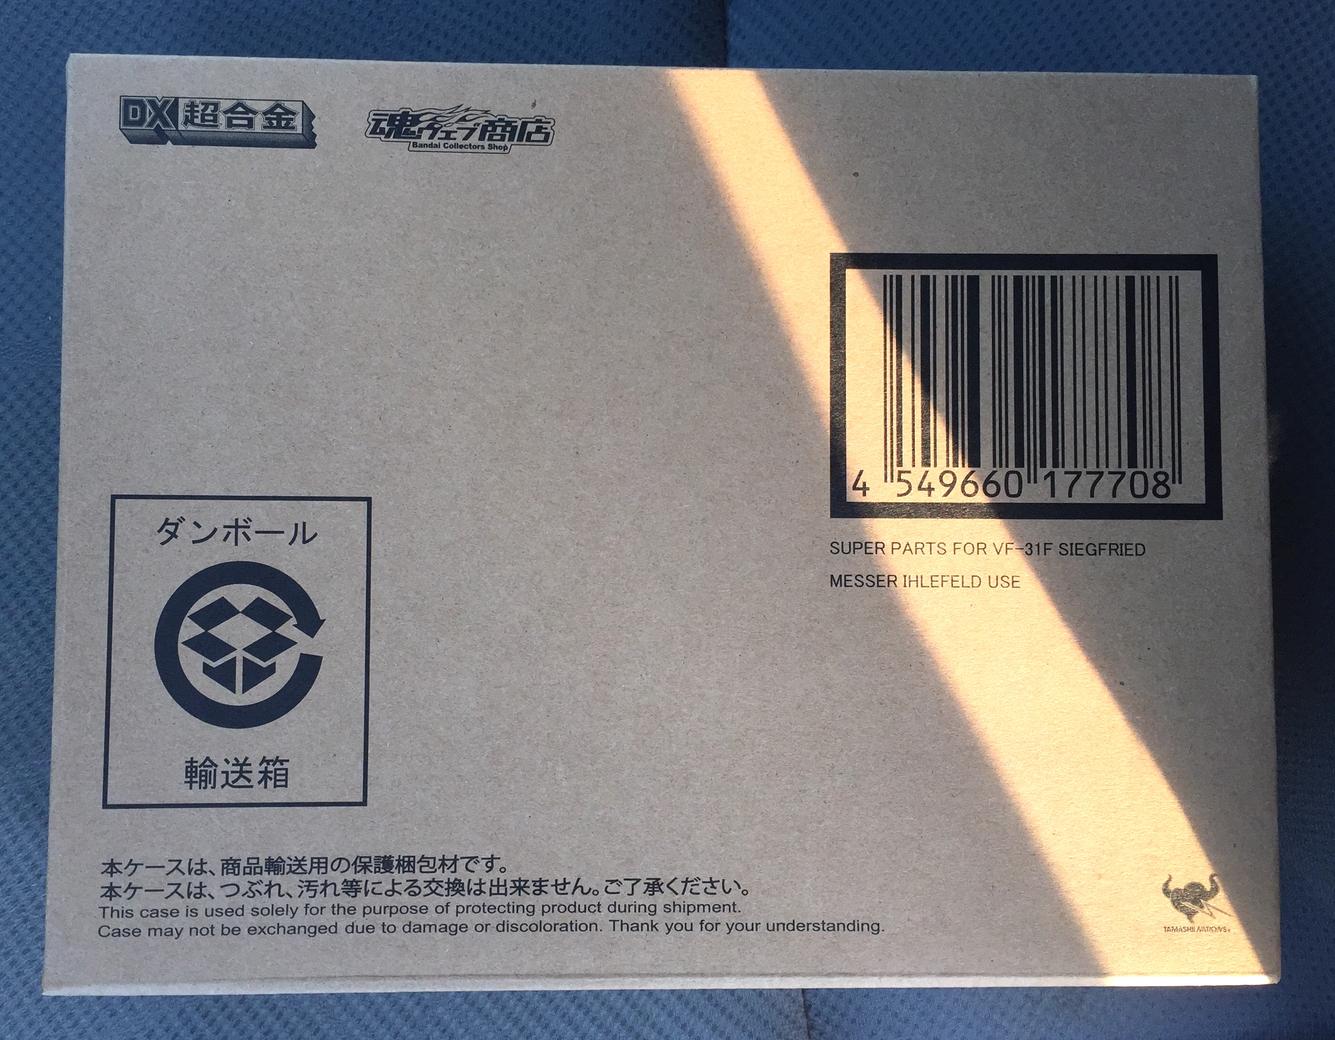 DX超合金
魂ウェブ商店
Bandai Collectors Shop
4 549660 177708
SUPER PARTS FOR VF-31F SIEGFRIED
MESSER IHLEFELD USE
ダンボール
輸送箱
本ケースは、商品輸送用の保護梱包材です。
本ケースは、つぶれ、汚れ等による交換は出来ません。ご了承ください。
This case is used solely for the purpose of protecting product during shipment.
Case may not be exchanged due to damage or discoloration. Thank you for your understanding.
TAMASHII NATIONS